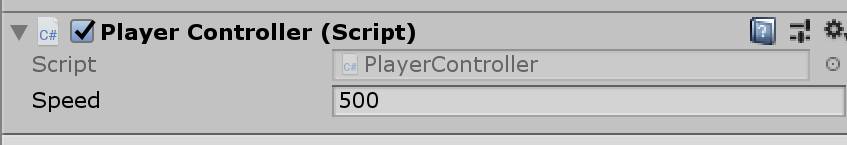 C# Player Controller (Script) ?
Script C# PlayerController
Speed 500